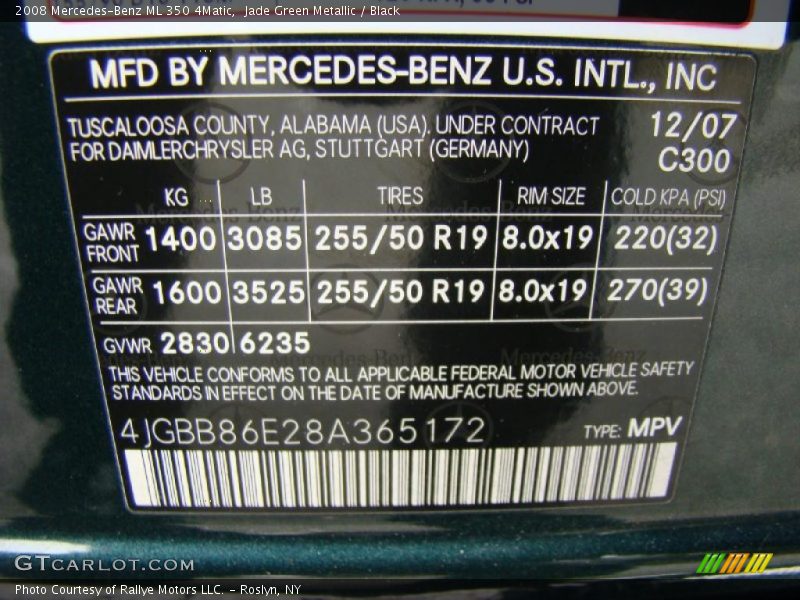 2008 Mercedes-Benz ML 350 4Matic,  Jade Green Metallic / Black
MFD BY MERCEDES-BENZ U.S. INTL., INC
TUSCALOOSA COUNTY, ALABAMA (USA). UNDER CONTRACT 12/07
FOR DAIMLERCHRYSLER AG, STUTTGART (GERMANY) C300
KG LB TIRES RIM SIZE COLD KPA (PSI)
GAWR FRONT 1400 3085 255/50 R19 8.0x19 220(32)
GAWR REAR 1600 3525 255/50 R19 8.0x19 270(39)
GVWR 2830 6235
THIS VEHICLE CONFORMS TO ALL APPLICABLE FEDERAL MOTOR VEHICLE SAFETY
STANDARDS IN EFFECT ON THE DATE OF MANUFACTURE SHOWN ABOVE.
4JGBB86E28A365172 TYPE: MPV
GTCARLOT.COM
Photo Courtesy of Rallye Motors LLC. - Roslyn, NY